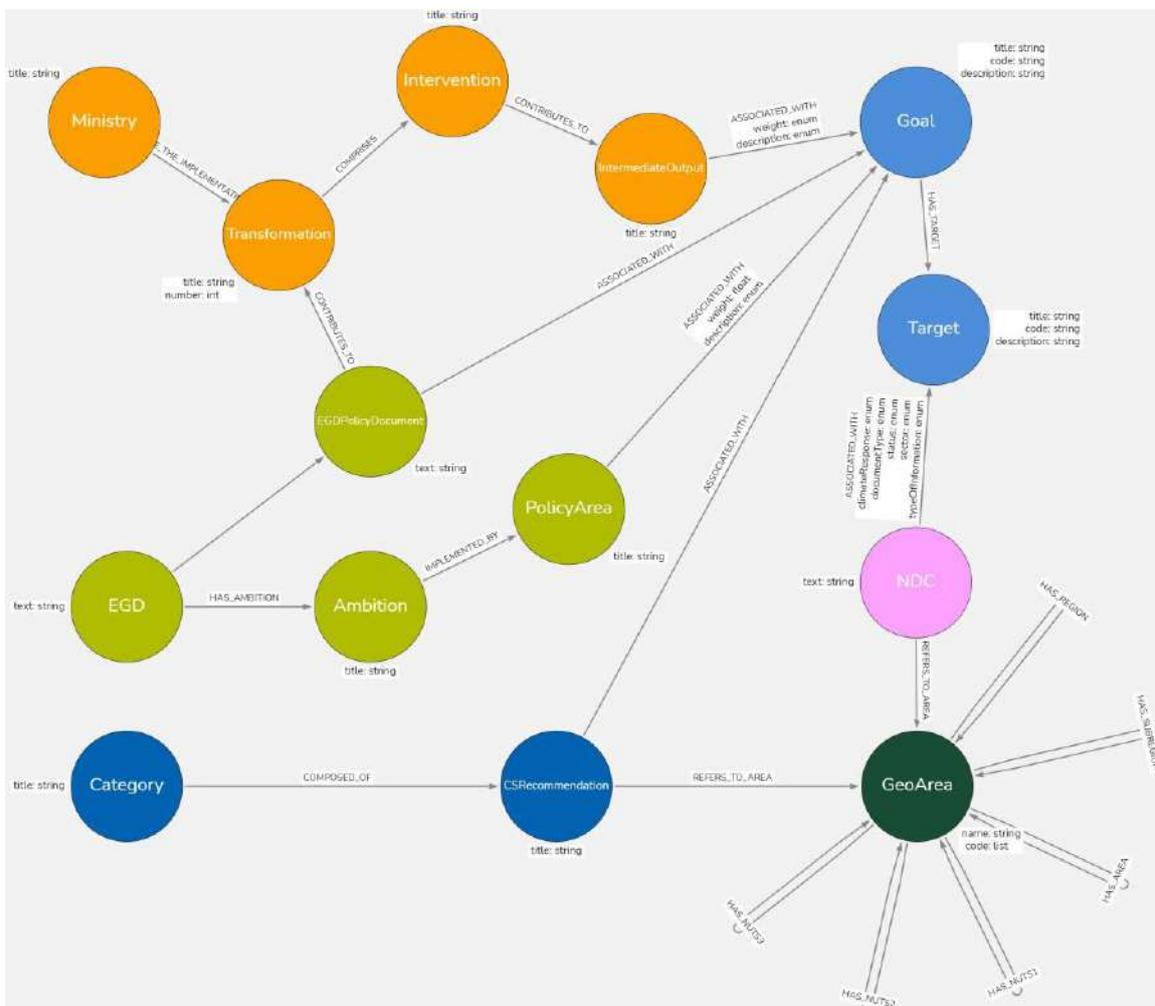 title: string
Intervention
title: string
Ministry
CONTRIBUTES_TO
title: string
code: string
description: string
Goal
ASSOCIATED_WITH
weight: enum
description: enum
E_THE_IMPLEMENTATI
COMPRISES
IntermediateOutput
title: string
Transformation
title: string
number: int
HAS_TARGET
ASSOCIATED_WITH
CONTRIBUTES_TO
ASSOCIATED_WITH
weight: float
description: enum
Target
title: string
code: string
description: string
EGDPolicyDocument
text: string
ASSOCIATED_WITH
ASSOCIATED_WITH
climateResponse: enum
documentType: enum
status: enum
sector: enum
typeOfInformation: enum
PolicyArea
title: string
IMPLEMENTED_BY
text: string
EGD
HAS_AMBITION
Ambition
title: string
text: string
NDC
HAS_REGION
REFERS_TO_AREA
HAS_SUBREGION
title: string
Category
COMPOSED_OF
CSRecommendation
title: string
REFERS_TO_AREA
GeoArea
name: string
code: list
HAS_AREA
HAS_NUTS3
HAS_NUTS2
HAS_NUTS1